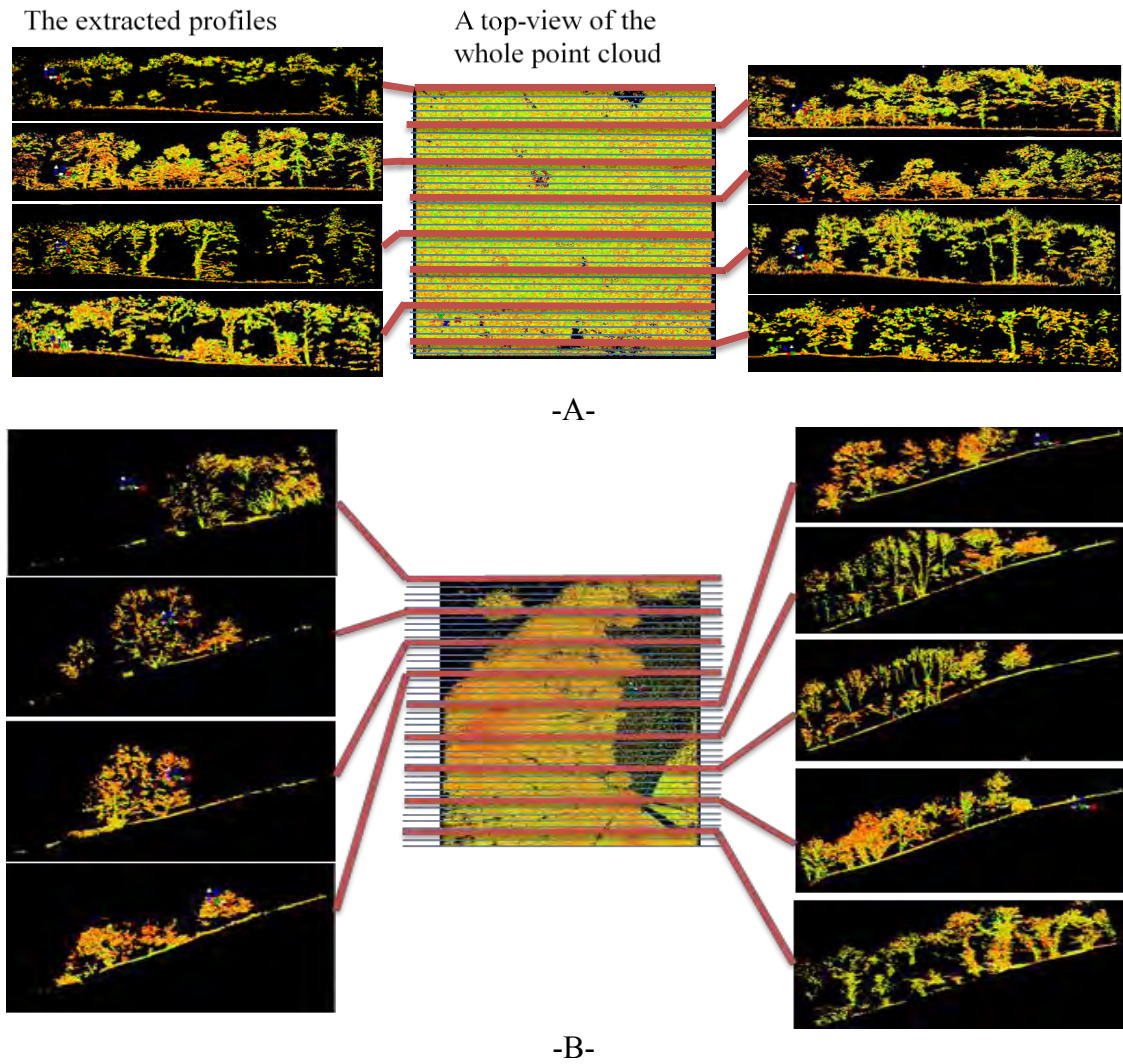 The extracted profiles
A top-view of the
whole point cloud
-A-
-B-